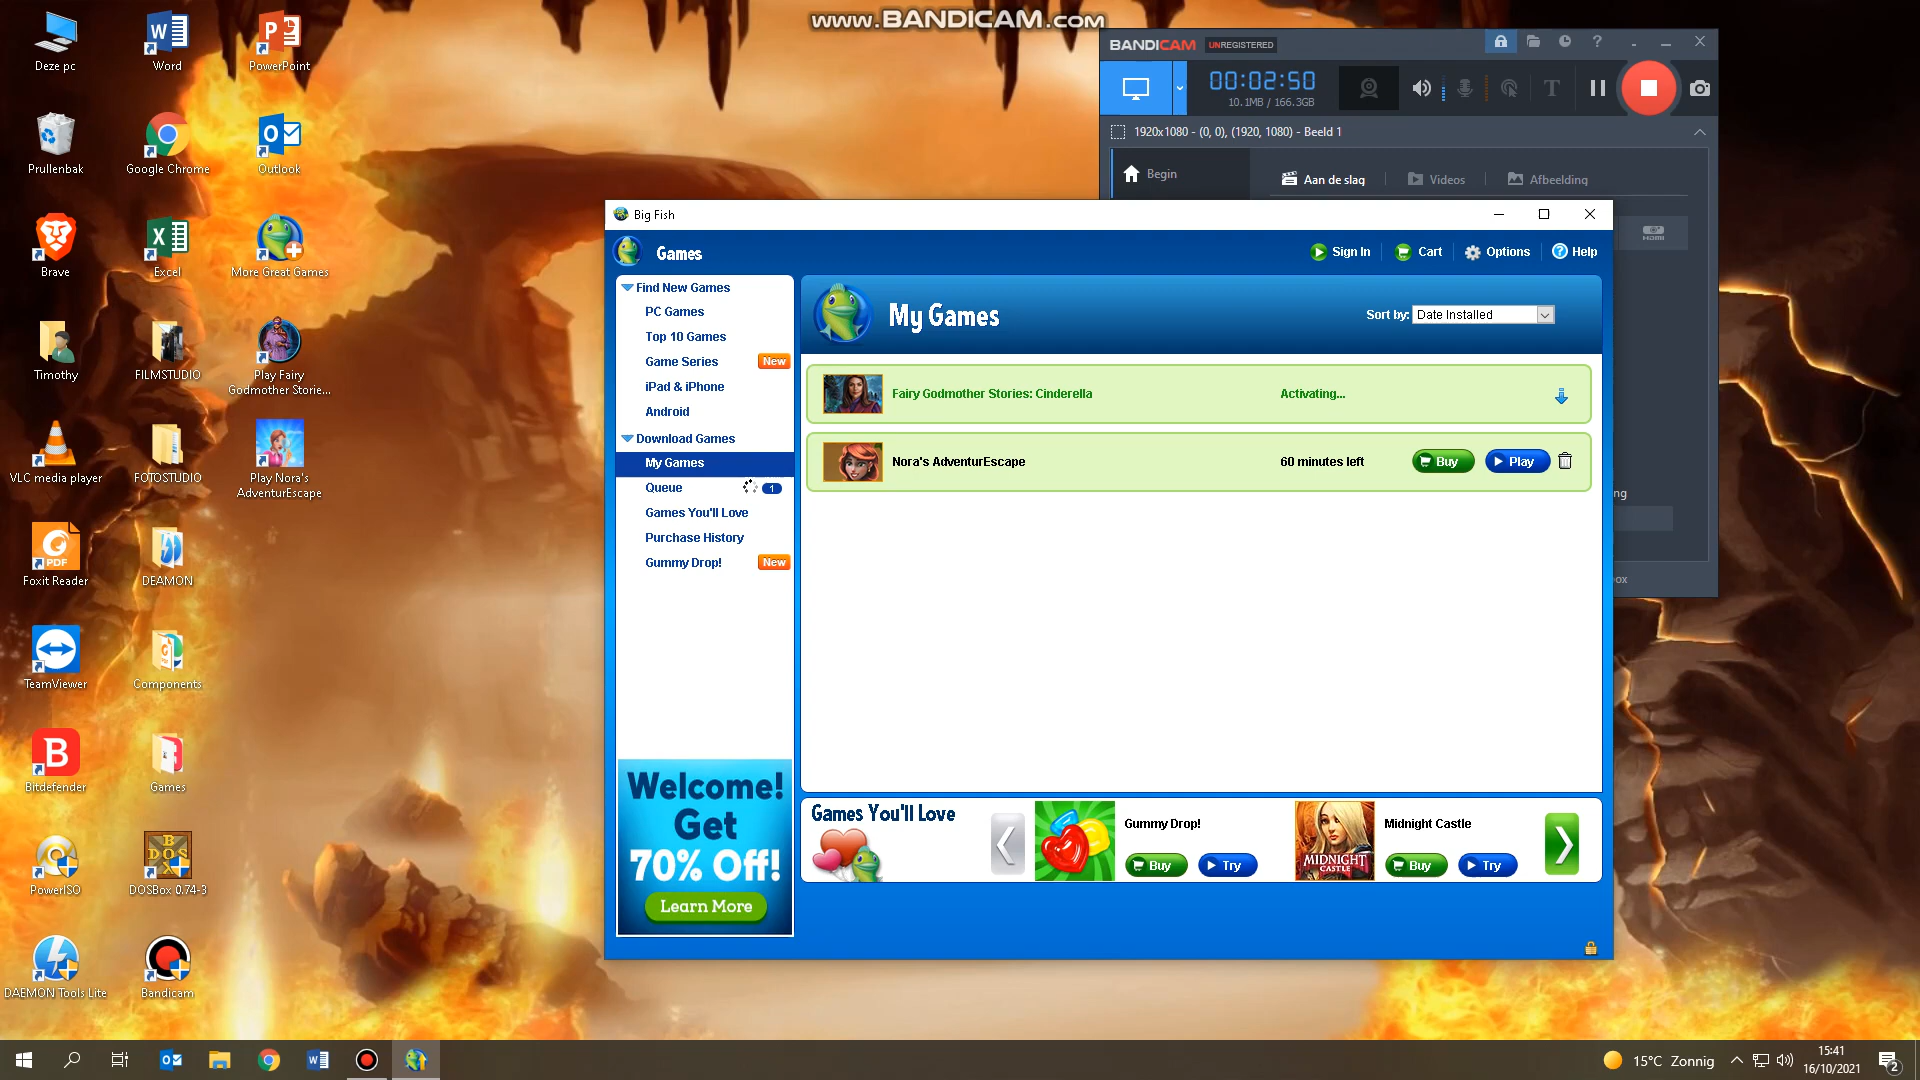 www.BANDICAM.com
Deze pc
Word
PowerPoint
Prullenbak
Google Chrome
Outlook
Brave
Excel
More Great Games
Timothy
FILMSTUDIO
Play Fairy
Godmother Storie...
VLC media player
FOTOSTUDIO
Play Nora's
AdventurEscape
PDF
Foxit Reader
DEAMON
TeamViewer
Components
Bitdefender
Games
PowerISO
DOSBox 0.74-3
DAEMON Tools Lite
Bandicam
BANDICAM UNREGISTERED
00:02:50
10.1MB / 166.3GB
1920x1080 - (0, 0), (1920, 1080) - Beeld 1
Begin
Aan de slag
Videos
Afbeelding
HDMI
ng
ox
Big Fish
Games
Sign In
Cart
Options
Help
Find New Games
PC Games
Top 10 Games
Game Series New
iPad & iPhone
Android
Download Games
My Games
Queue 1
Games You'll Love
Purchase History
Gummy Drop! New
Welcome!
Get
70% Off!
Learn More
My Games
Sort by: Date Installed
Fairy Godmother Stories: Cinderella Activating...
Nora's AdventurEscape 60 minutes left Buy Play
Games You'll Love
Gummy Drop!
Buy Try
MIDNIGHT
CASTLE
Midnight Castle
Buy Try
15°C Zonnig
15:41
16/10/2021
2